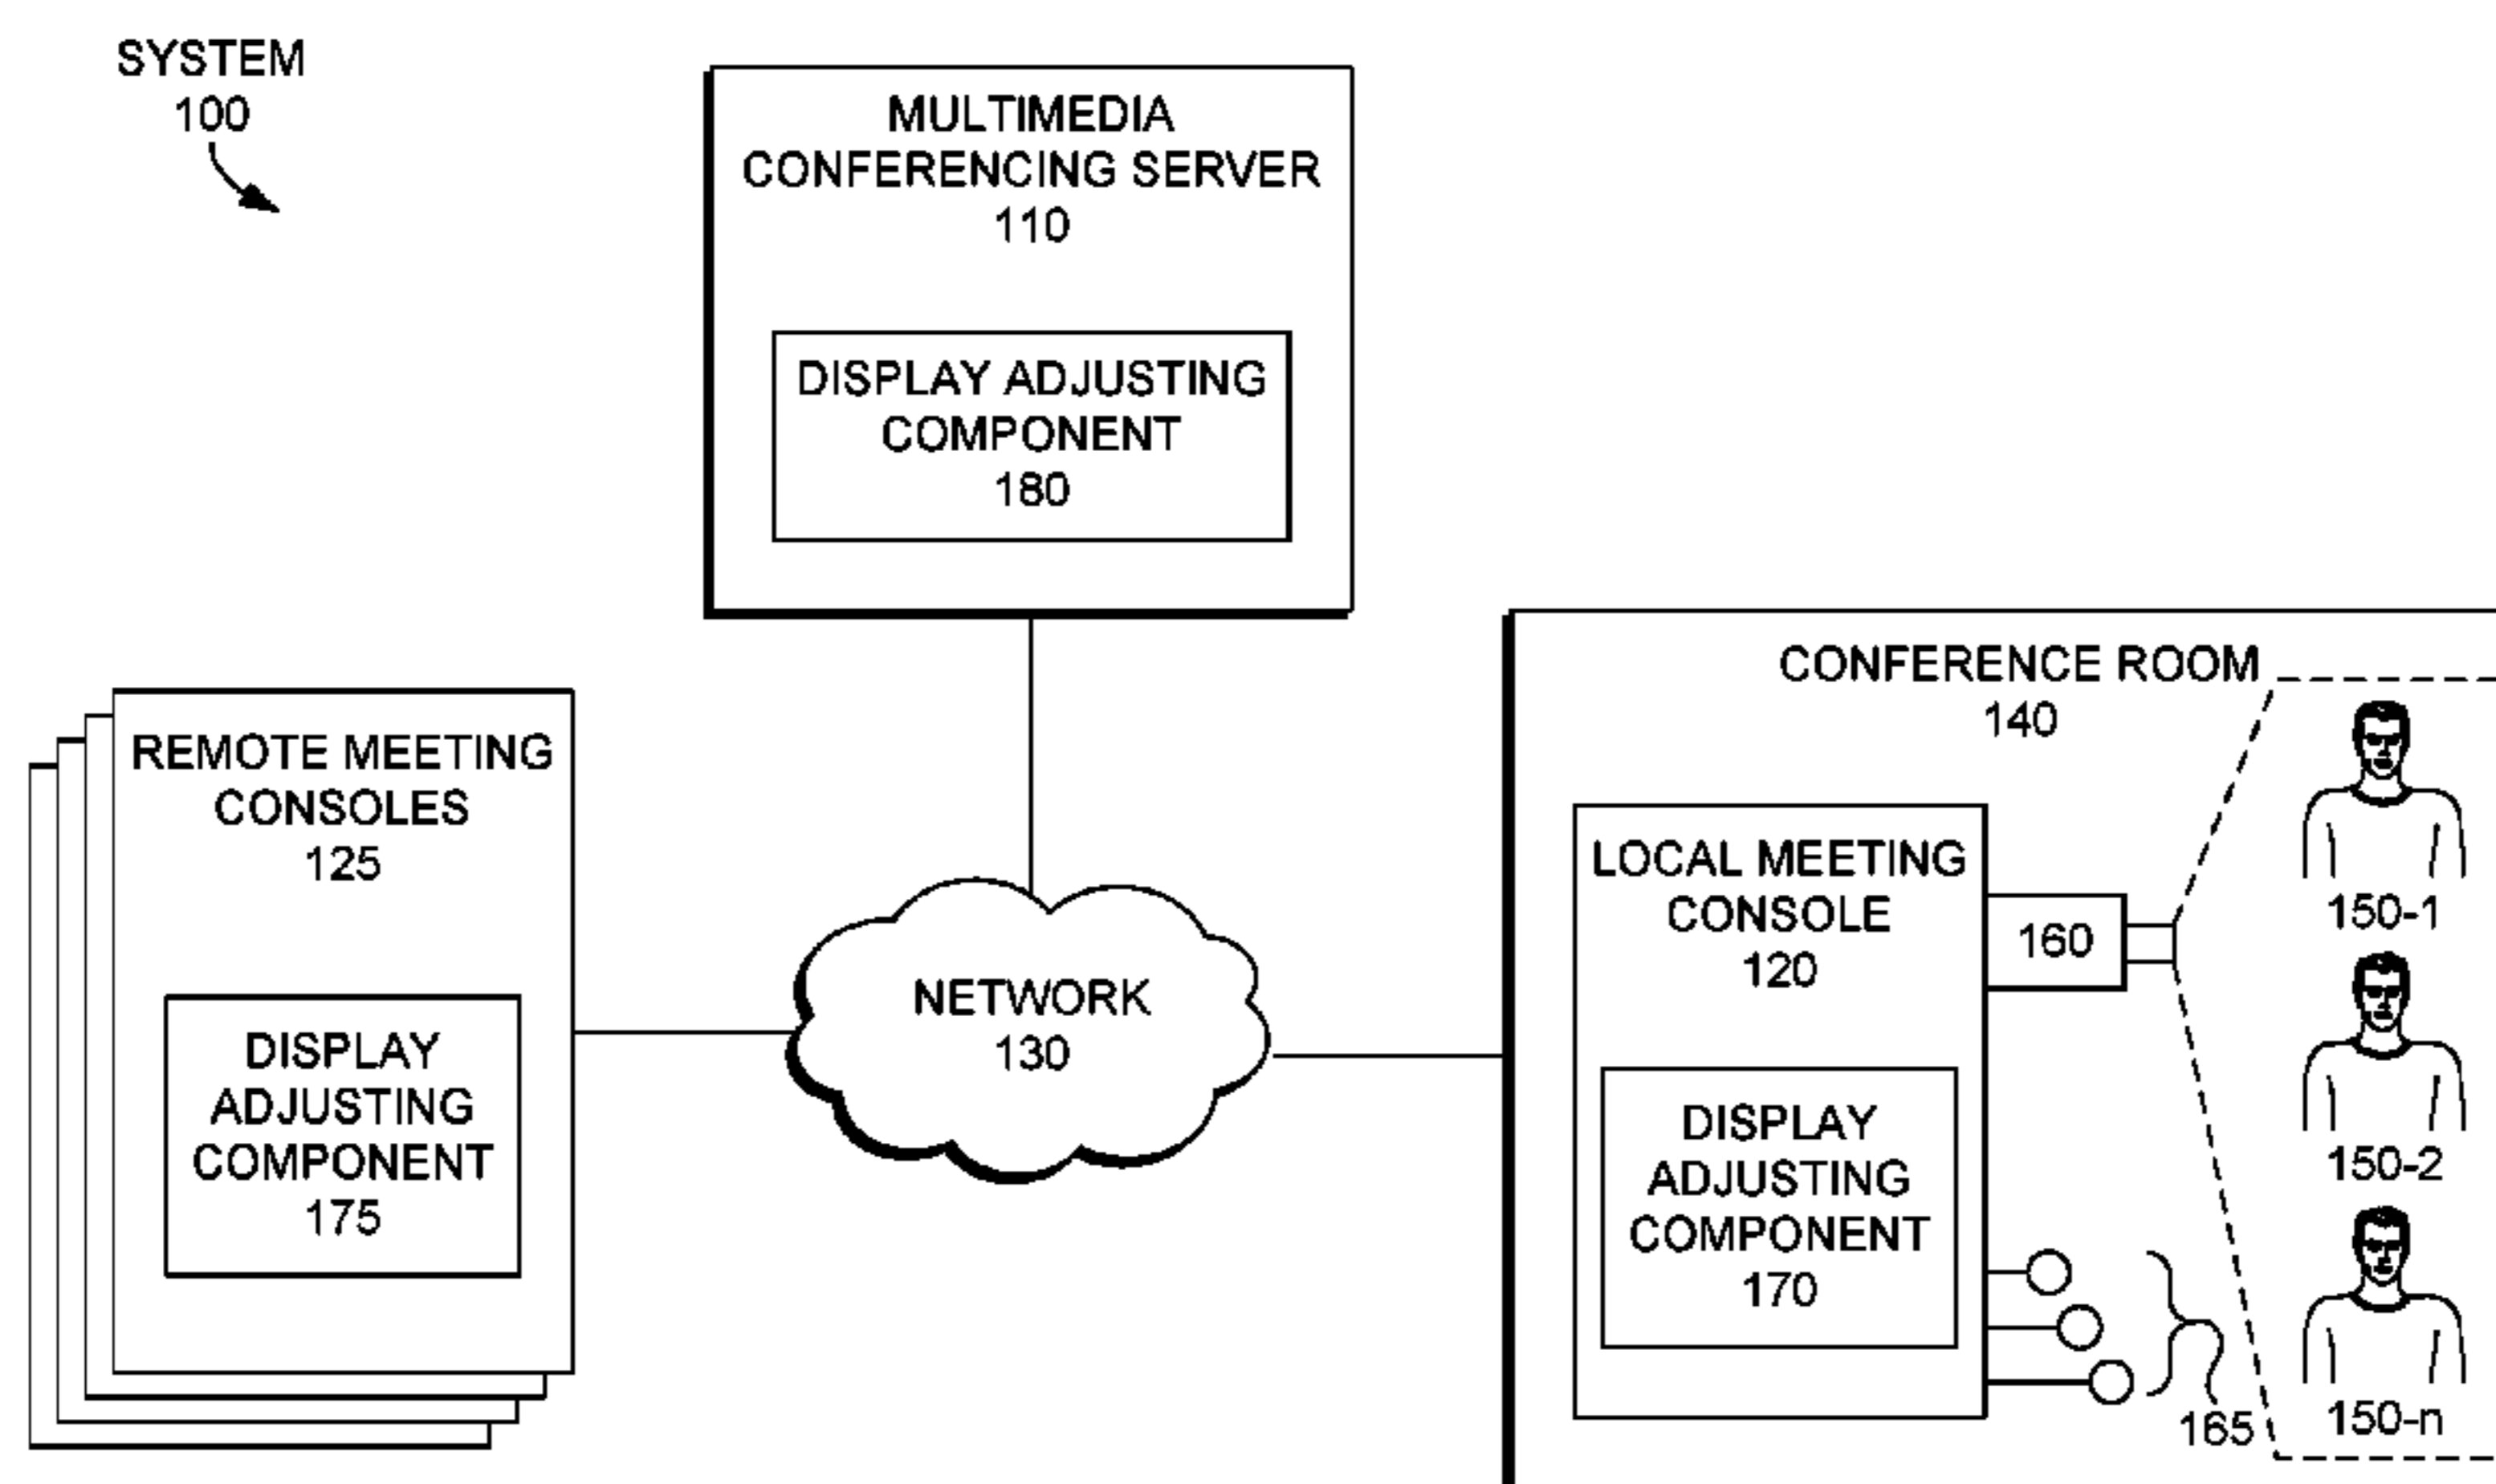 SYSTEM
100
MULTIMEDIA
CONFERENCING SERVER
110
DISPLAY ADJUSTING
COMPONENT
180
REMOTE MEETING
CONSOLES
125
DISPLAY
ADJUSTING
COMPONENT
175
NETWORK
130
CONFERENCE ROOM
140
LOCAL MEETING
CONSOLE
120
160
DISPLAY
ADJUSTING
COMPONENT
170
165
150-1
150-2
150-n